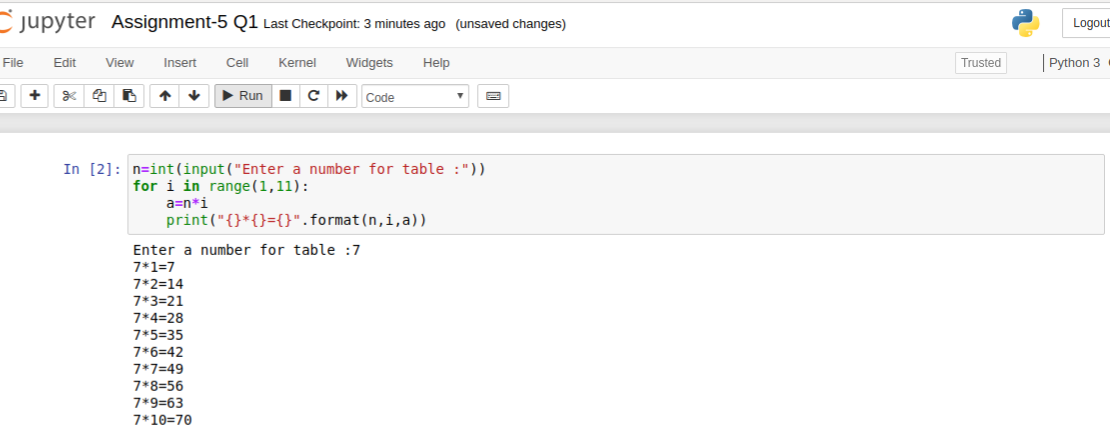 jupyter Assignment-5 Q1 Last Checkpoint: 3 minutes ago (unsaved changes) Logout
File Edit View Insert Cell Kernel Widgets Help Trusted Python 3
Run Code
In [2]: n=int(input("Enter a number for table :"))
for i in range(1,11):
    a=n*i
    print("{}*{}={}".format(n,i,a))
Enter a number for table :7
7*1=7
7*2=14
7*3=21
7*4=28
7*5=35
7*6=42
7*7=49
7*8=56
7*9=63
7*10=70